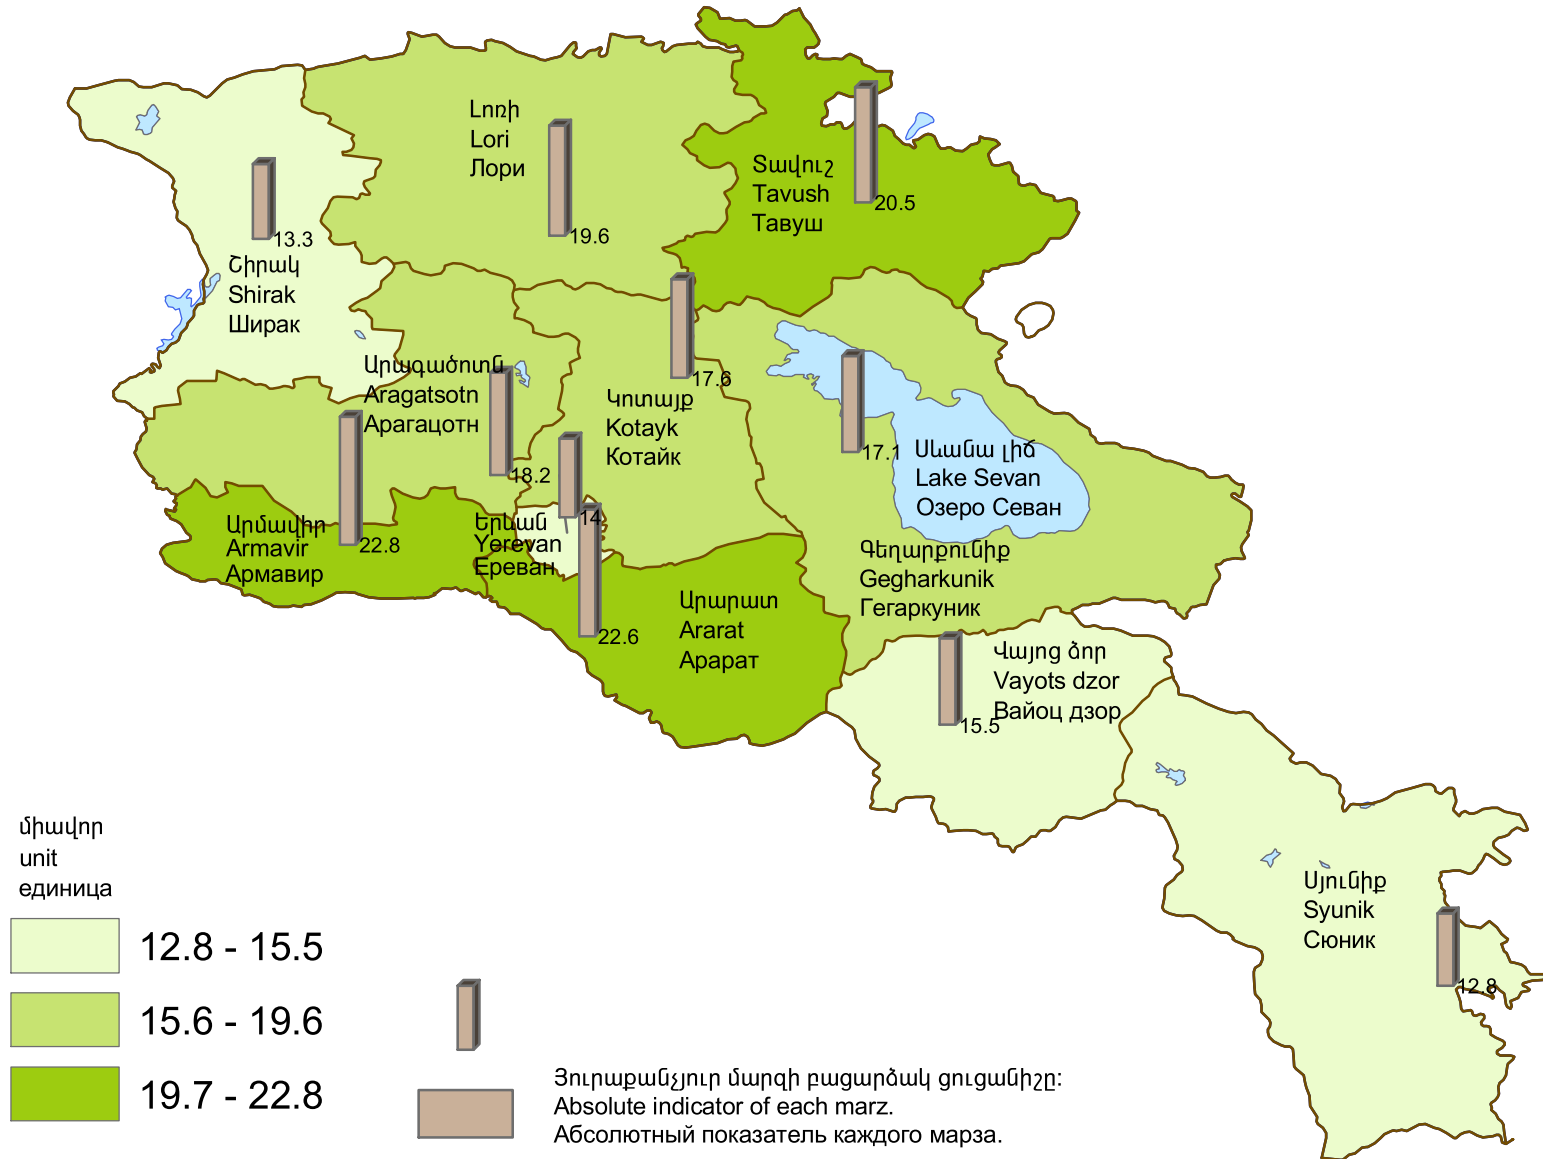 Լոռի
Lori
Лори
19.6
Տավուշ
Tavush
Тавуш
20.5
13.3
Շիրակ
Shirak
Ширак
Արագածոտն
Aragatsotn
Арагацотн
18.2
17.6
Կոտայք
Kotayk
Котайк
17.1
Սևանա լիճ
Lake Sevan
Озеро Севан
Արմավիր
Armavir
Армавир
22.8
Երևան
Yerevan
Ереван
14
Գեղարքունիք
Gegharkunik
Гегаркуник
Արարատ
Ararat
Арарат
22.6
Վայոց ձոր
Vayots dzor
Вайоц дзор
15.5
Սյունիք
Syunik
Сюник
12.8
միավոր
unit
единица
12.8 - 15.5
15.6 - 19.6
19.7 - 22.8
Յուրաքանչյուր մարզի բացարձակ ցուցանիշը:
Absolute indicator of each marz.
Абсолютный показатель каждого марза.